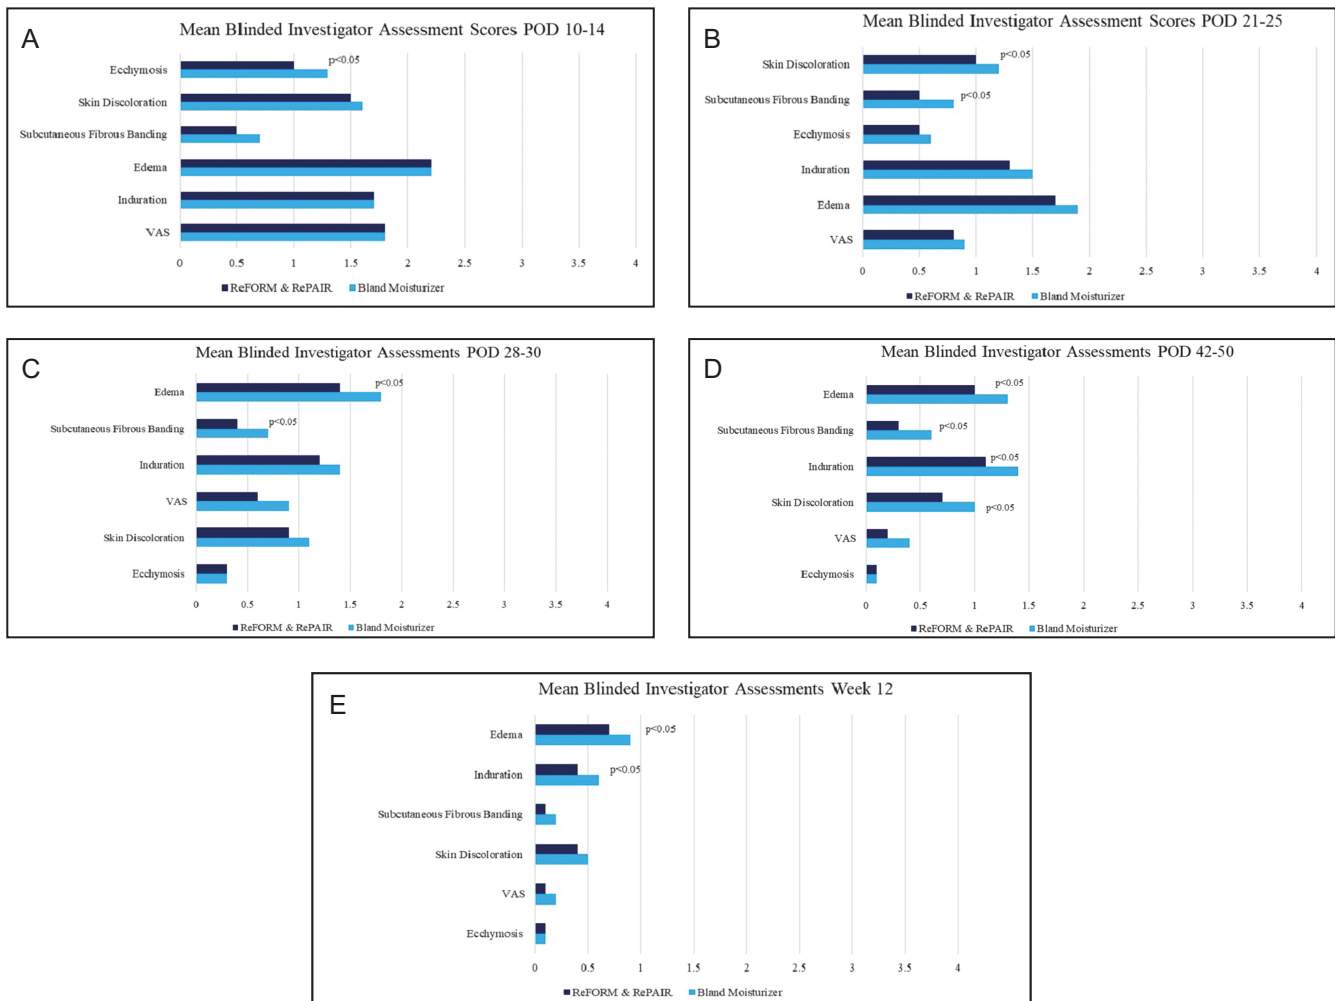 A
Mean Blinded Investigator Assessment Scores POD 10-14
Ecchymosis
p<0.05
Skin Discoloration
Subcutaneous Fibrous Banding
Edema
Induration
VAS
0 0.5 1 1.5 2 2.5 3 3.5 4
ReFORM & RePAIR Bland Moisturizer
B
Mean Blinded Investigator Assessment Scores POD 21-25
Skin Discoloration
p<0.05
Subcutaneous Fibrous Banding
p<0.05
Ecchymosis
Induration
Edema
VAS
0 0.5 1 1.5 2 2.5 3 3.5 4
ReFORM & RePAIR Bland Moisturizer
C
Mean Blinded Investigator Assessments POD 28-30
Edema
p<0.05
Subcutaneous Fibrous Banding
p<0.05
Induration
VAS
Skin Discoloration
Ecchymosis
0 0.5 1 1.5 2 2.5 3 3.5 4
ReFORM & RePAIR Bland Moisturizer
D
Mean Blinded Investigator Assessments POD 42-50
Edema
p<0.05
Subcutaneous Fibrous Banding
p<0.05
Induration
p<0.05
Skin Discoloration
p<0.05
VAS
Ecchymosis
0 0.5 1 1.5 2 2.5 3 3.5 4
ReFORM & RePAIR Bland Moisturizer
E
Mean Blinded Investigator Assessments Week 12
Edema
p<0.05
Induration
p<0.05
Subcutaneous Fibrous Banding
Skin Discoloration
VAS
Ecchymosis
0 0.5 1 1.5 2 2.5 3 3.5 4
ReFORM & RePAIR Bland Moisturizer